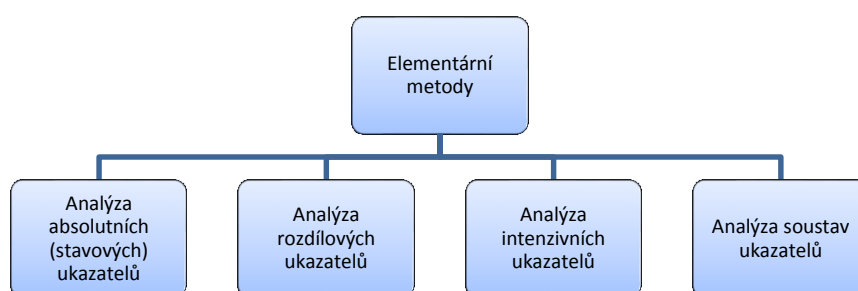 Elementární
metody
Analýza
absolutních
(stavových)
ukazatelů
Analýza
rozdílových
ukazatelů
Analýza
intenzivních
ukazatelů
Analýza soustav
ukazatelů